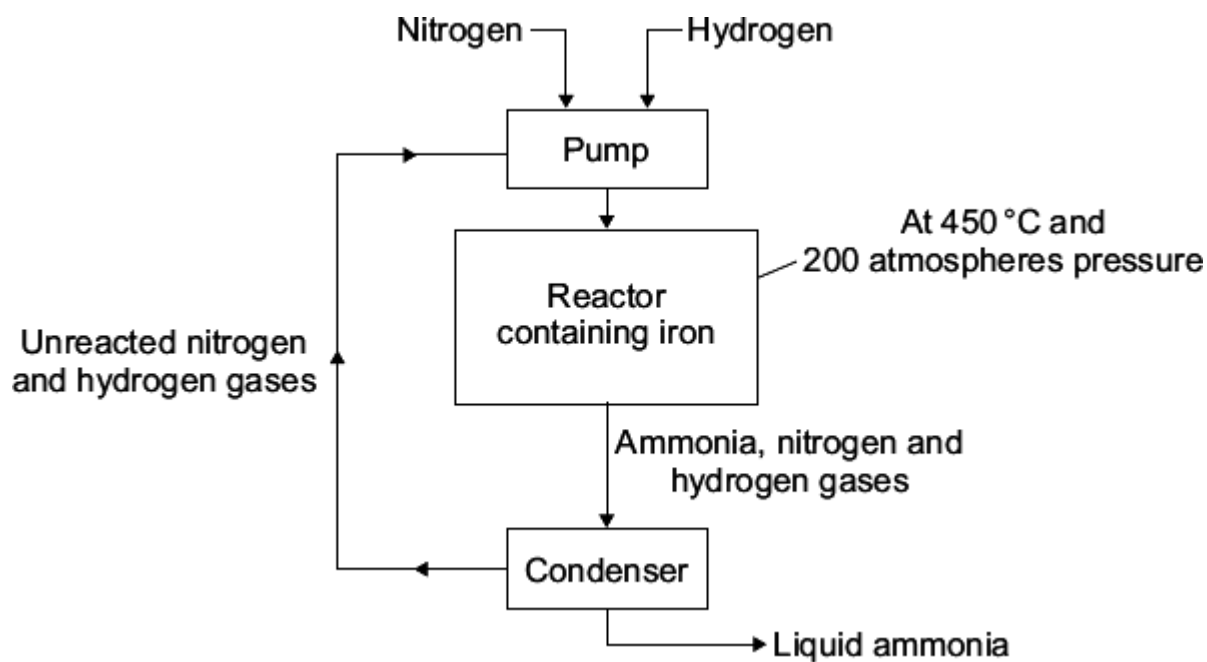 Nitrogen
Hydrogen
Pump
At 450 °C and
200 atmospheres pressure
Reactor
containing iron
Unreacted nitrogen
and hydrogen gases
Ammonia, nitrogen and
hydrogen gases
Condenser
Liquid ammonia